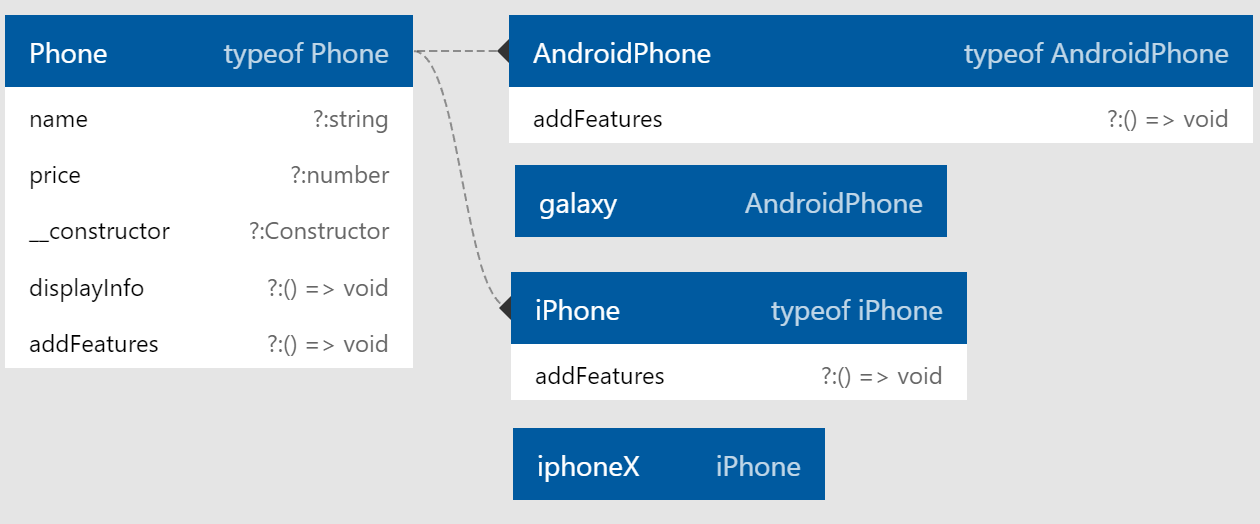 Phone typeof Phone
name ?:string
price ?:number
__constructor ?:Constructor
displayInfo ?:() => void
addFeatures ?:() => void
AndroidPhone typeof AndroidPhone
addFeatures ?:() => void
galaxy AndroidPhone
iPhone typeof iPhone
addFeatures ?:() => void
iphoneX iPhone